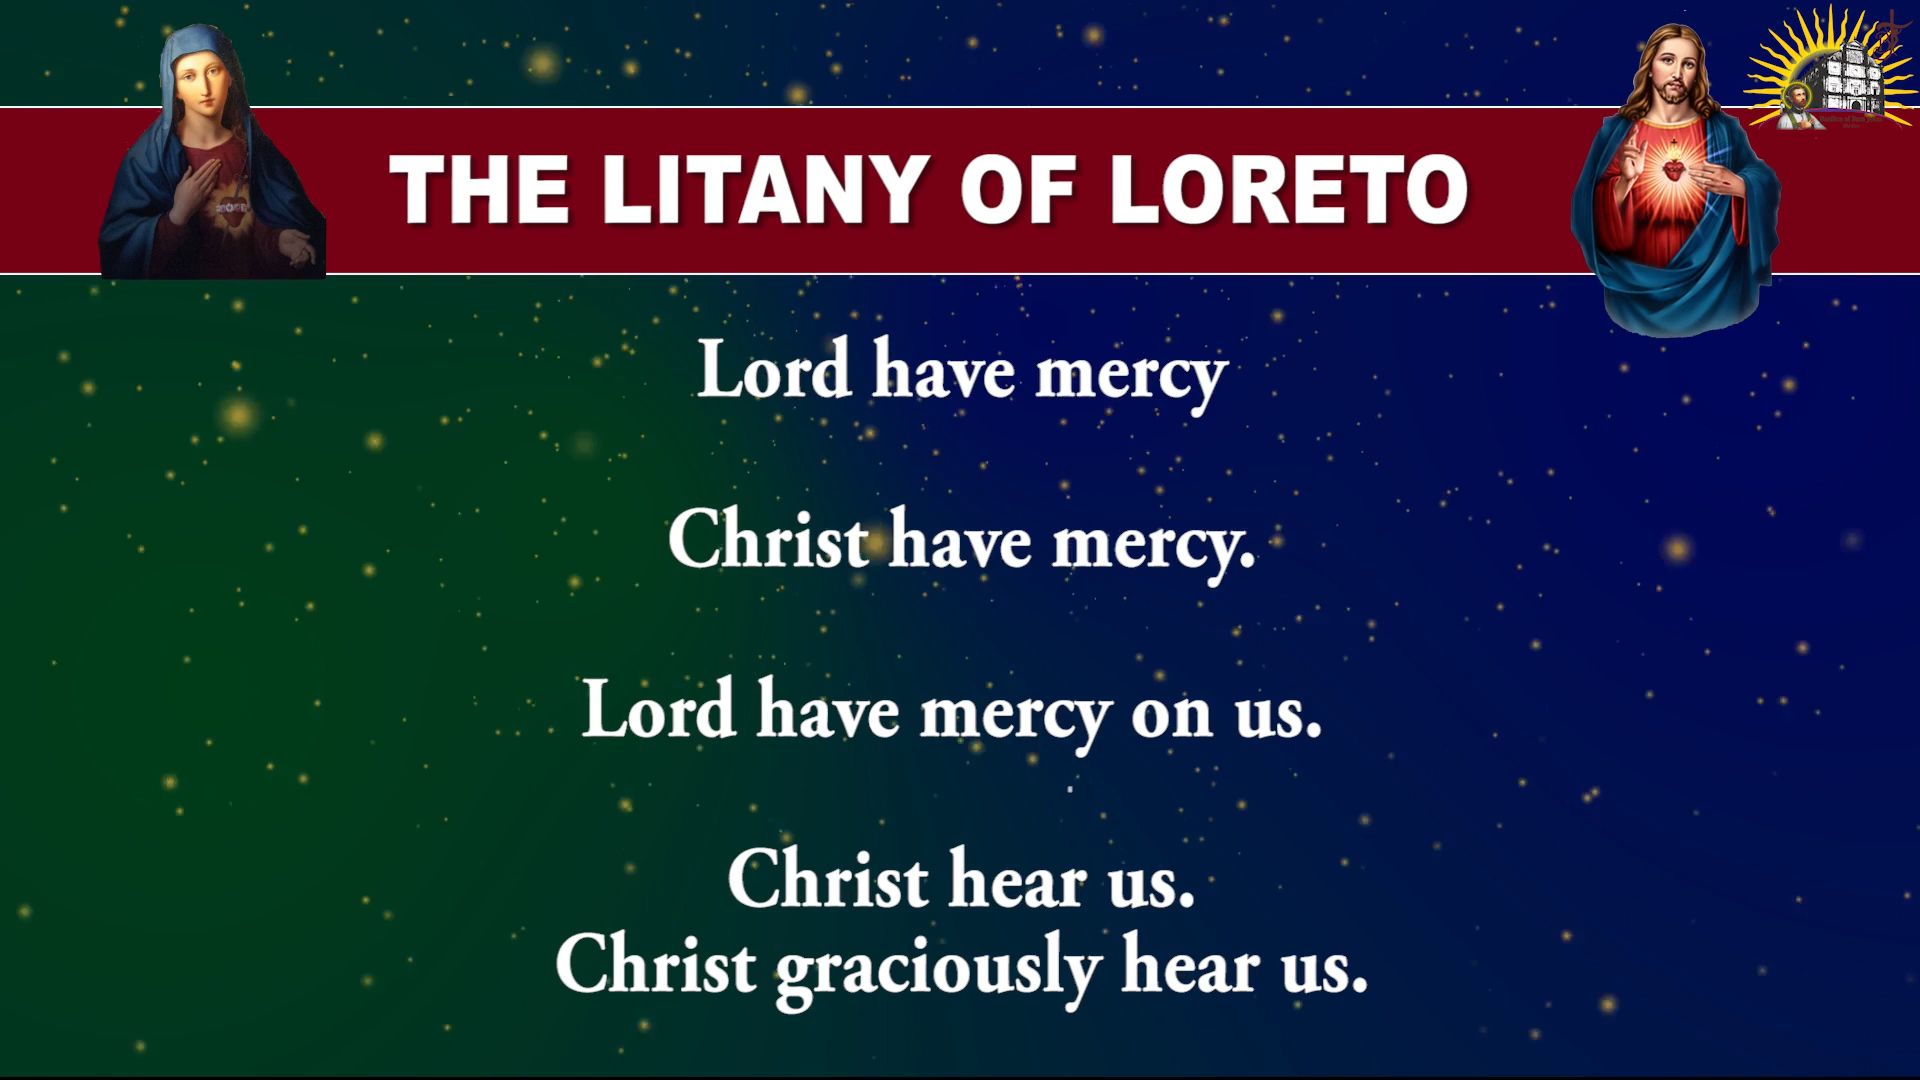 THE LITANY OF LORETO
Lord have mercy
Christ have mercy.
Lord have mercy on us.
Christ hear us.
Christ graciously hear us.